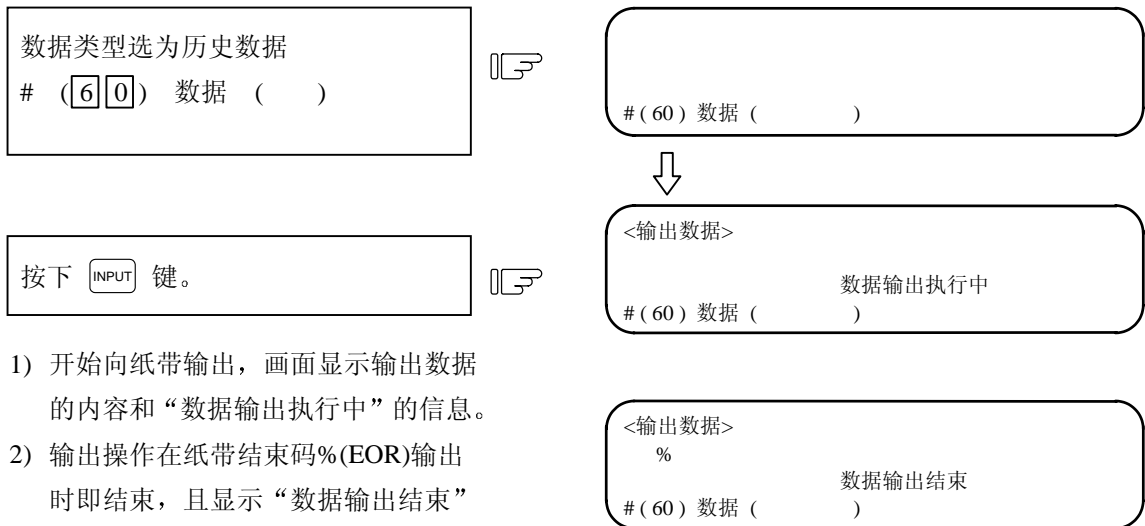 数据类型选为历史数据
# (60) 数据 ( )
#(60) 数据 ( )
按下 INPUT 键。
<输出数据>
数据输出执行中
#(60) 数据 ( )
1) 开始向纸带输出，画面显示输出数据
的内容和“数据输出执行中”的信息。
2) 输出操作在纸带结束码%(EOR)输出
时即结束，且显示“数据输出结束”
<输出数据>
%
数据输出结束
#(60) 数据 ( )